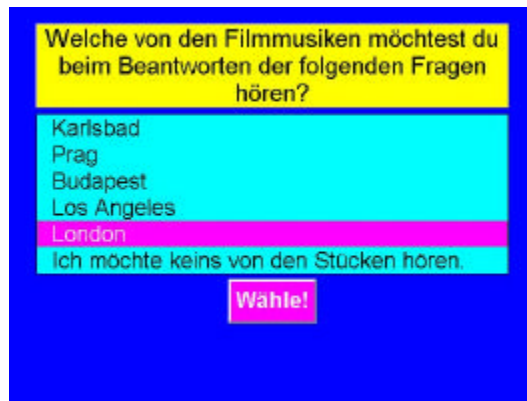 Welche von den Filmmusiken möchtest du
beim Beantworten der folgenden Fragen
hören?
Karlsbad
Prag
Budapest
Los Angeles
London
Ich möchte keins von den Stücken hören.
Wähle!